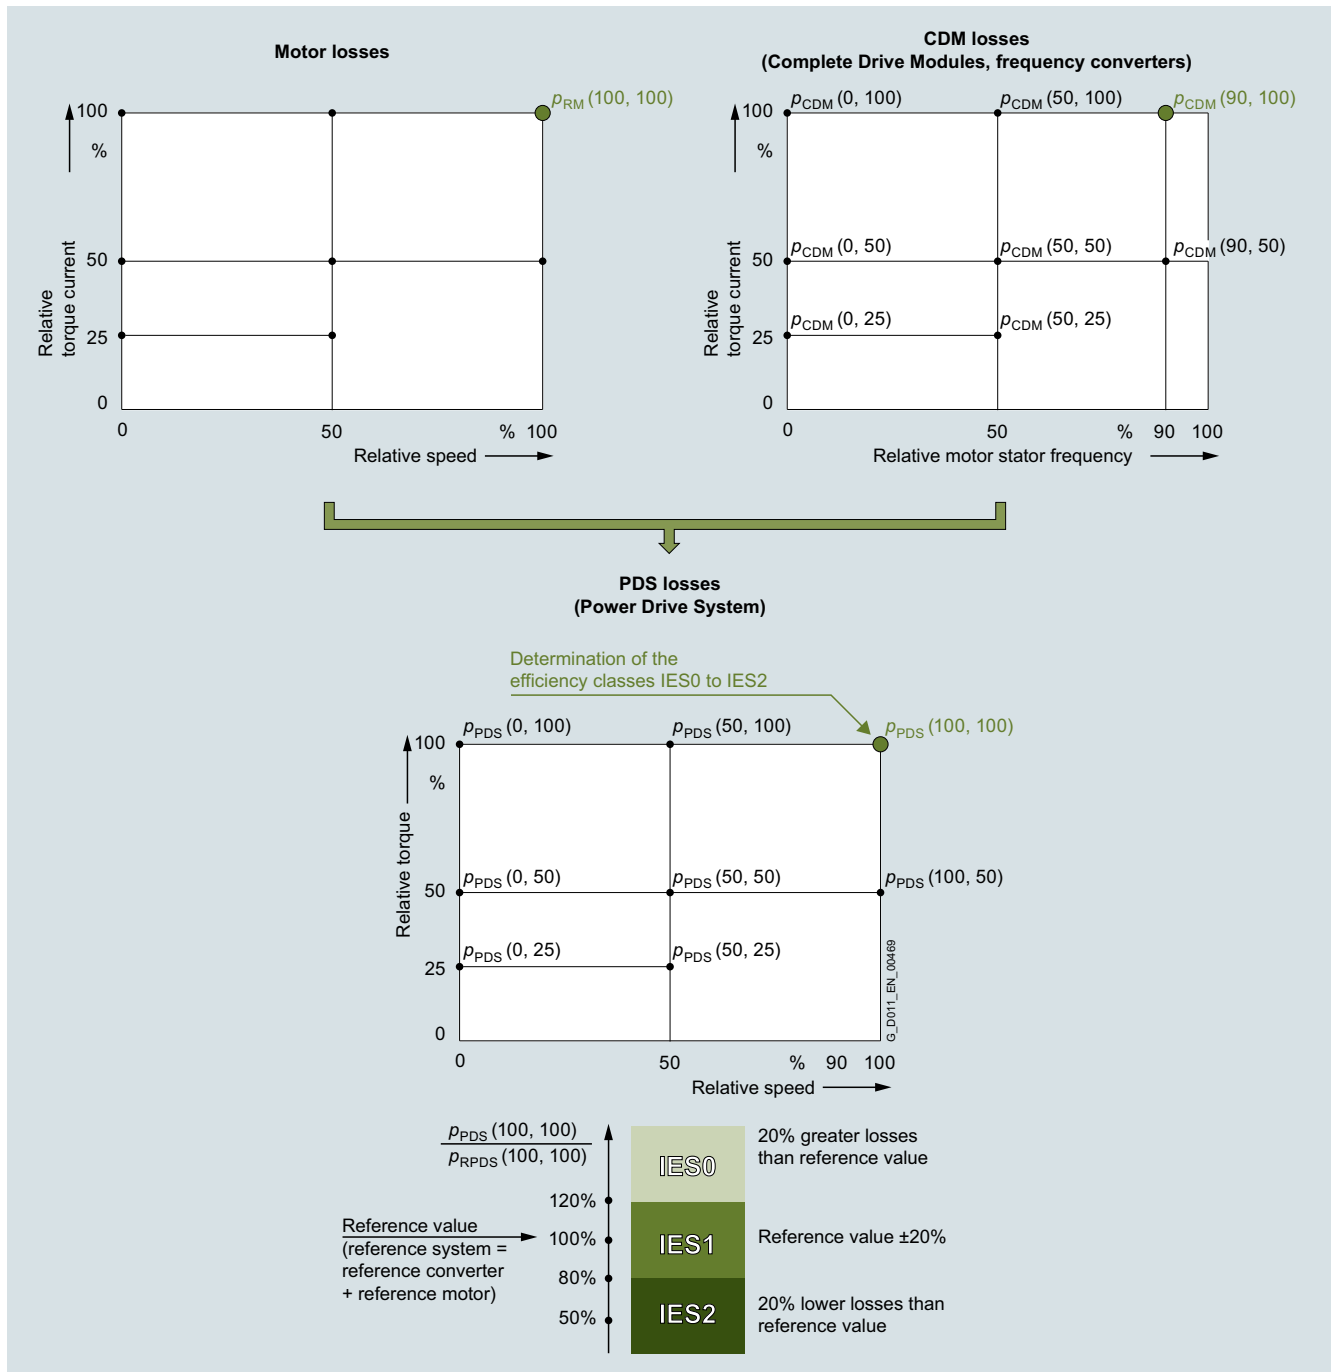 Motor losses
100
%
50
25
0
Relative
torque current
pRM (100, 100)
0
50
% 100
Relative speed
CDM losses
(Complete Drive Modules, frequency converters)
100
%
50
25
0
Relative
torque current
pCDM (0, 100)
pCDM (50, 100)
pCDM (90, 100)
pCDM (0, 50)
pCDM (50, 50)
pCDM (90, 50)
pCDM (0, 25)
pCDM (50, 25)
0
50
% 90 100
Relative motor stator frequency
PDS losses
(Power Drive System)
Determination of the
efficiency classes IES0 to IES2
100
%
50
25
0
Relative torque
pPDS (0, 100)
pPDS (50, 100)
pPDS (100, 100)
pPDS (0, 50)
pPDS (50, 50)
pPDS (100, 50)
pPDS (0, 25)
pPDS (50, 25)
G_D011_EN_00469
0
50
% 90 100
Relative speed
pPDS (100, 100)
pRPDS (100, 100)
120%
100%
80%
50%
Reference value
(reference system =
reference converter
+ reference motor)
IES0
IES1
IES2
20% greater losses
than reference value
Reference value ±20%
20% lower losses than
reference value